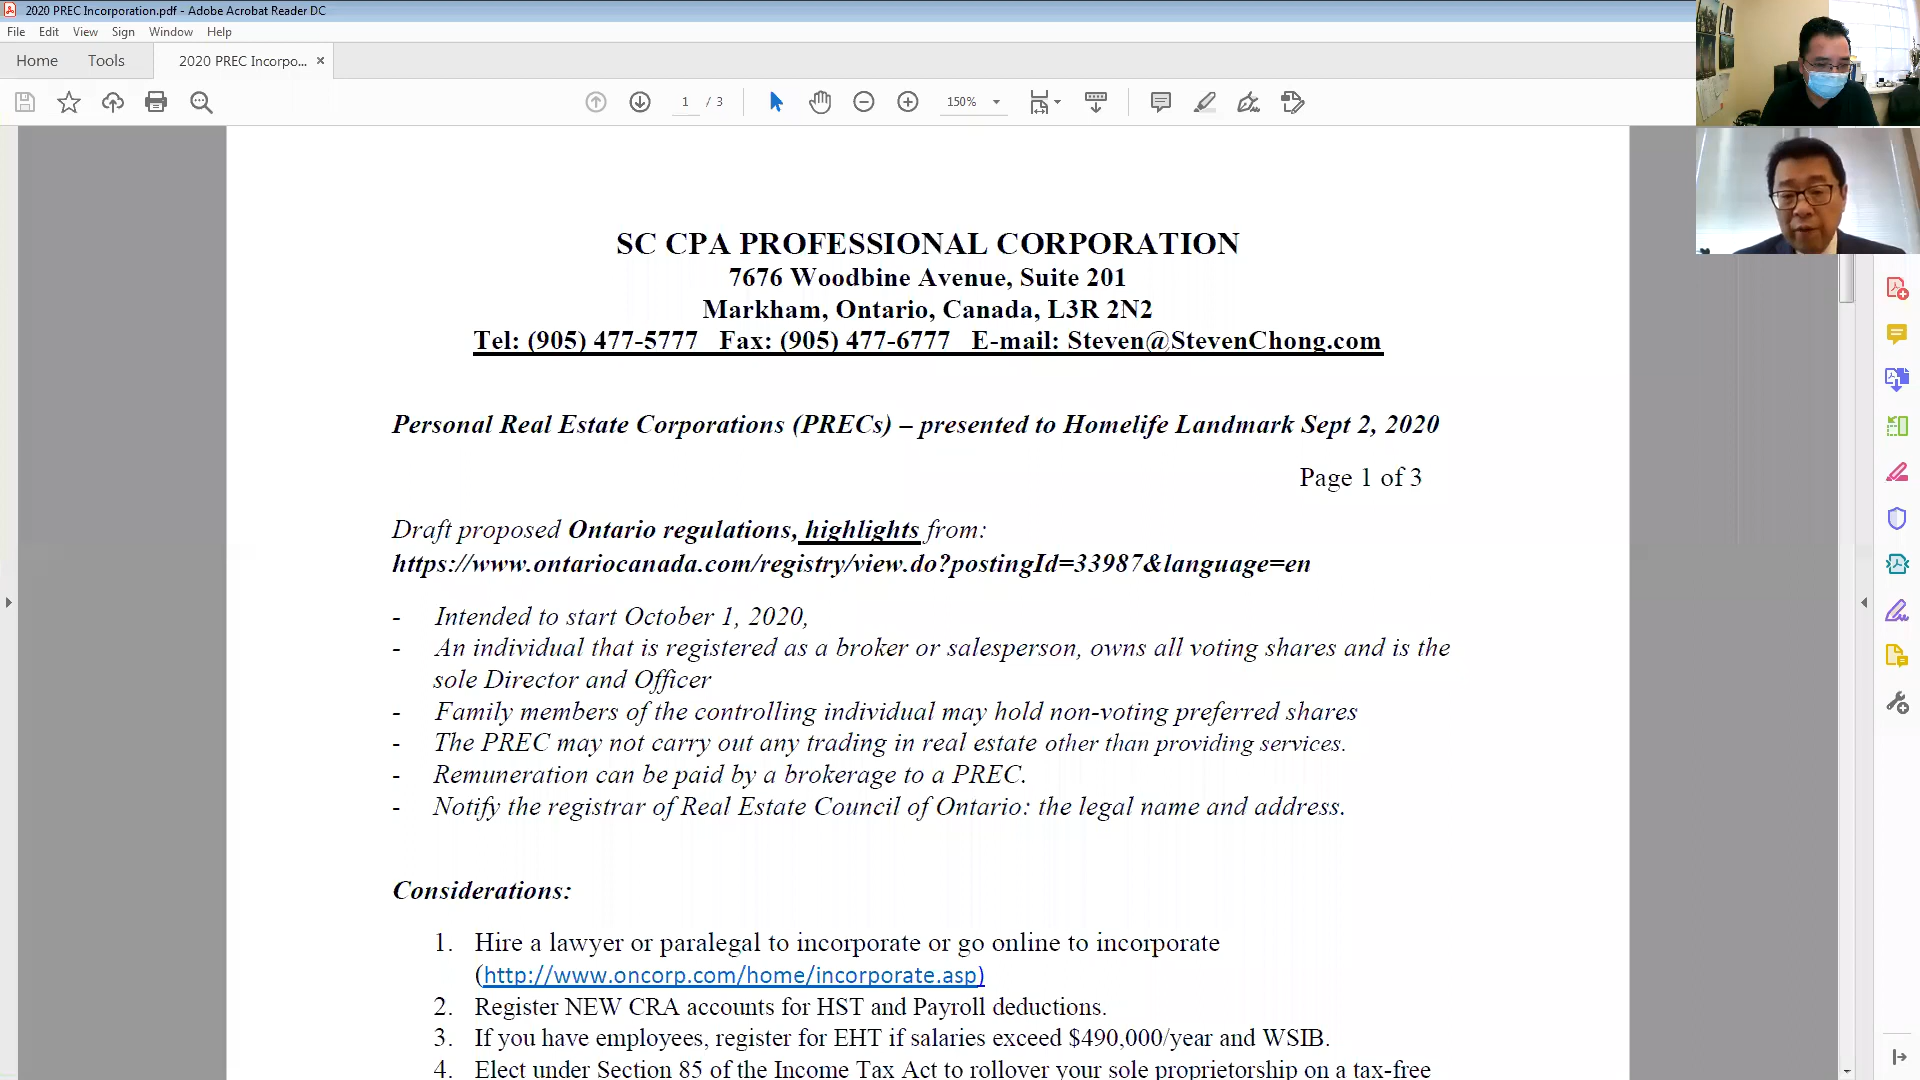 2020 PREC Incorporation.pdf - Adobe Acrobat Reader DC
File Edit View Sign Window Help
Home Tools 2020 PREC Incorpo... ×
1 / 3 150%
SC CPA PROFESSIONAL CORPORATION
7676 Woodbine Avenue, Suite 201
Markham, Ontario, Canada, L3R 2N2
Tel: (905) 477-5777 Fax: (905) 477-6777 E-mail: Steven@StevenChong.com
Personal Real Estate Corporations (PRECs) – presented to Homelife Landmark Sept 2, 2020
Page 1 of 3
Draft proposed Ontario regulations, highlights from:
https://www.ontariocanada.com/registry/view.do?postingId=33987&language=en
- Intended to start October 1, 2020,
- An individual that is registered as a broker or salesperson, owns all voting shares and is the
sole Director and Officer
- Family members of the controlling individual may hold non-voting preferred shares
- The PREC may not carry out any trading in real estate other than providing services.
- Remuneration can be paid by a brokerage to a PREC.
- Notify the registrar of Real Estate Council of Ontario: the legal name and address.
Considerations:
1. Hire a lawyer or paralegal to incorporate or go online to incorporate
(http://www.oncorp.com/home/incorporate.asp)
2. Register NEW CRA accounts for HST and Payroll deductions.
3. If you have employees, register for EHT if salaries exceed $490,000/year and WSIB.
4. Elect under Section 85 of the Income Tax Act to rollover your sole proprietorship on a tax-free